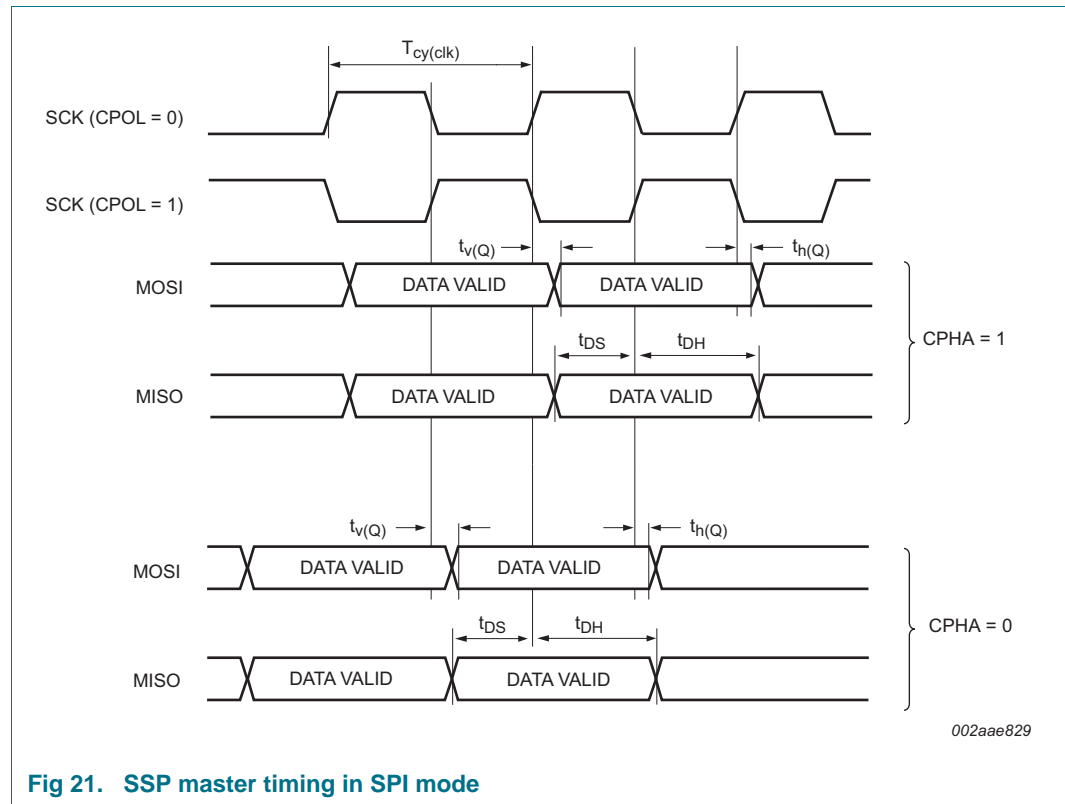 Tcy(clk)
SCK (CPOL = 0)
SCK (CPOL = 1)
tv(Q)
th(Q)
MOSI
DATA VALID
DATA VALID
tDS
tDH
CPHA = 1
MISO
DATA VALID
DATA VALID
tv(Q)
th(Q)
MOSI
DATA VALID
DATA VALID
tDS
tDH
CPHA = 0
MISO
DATA VALID
DATA VALID
002aae829
Fig 21. SSP master timing in SPI mode